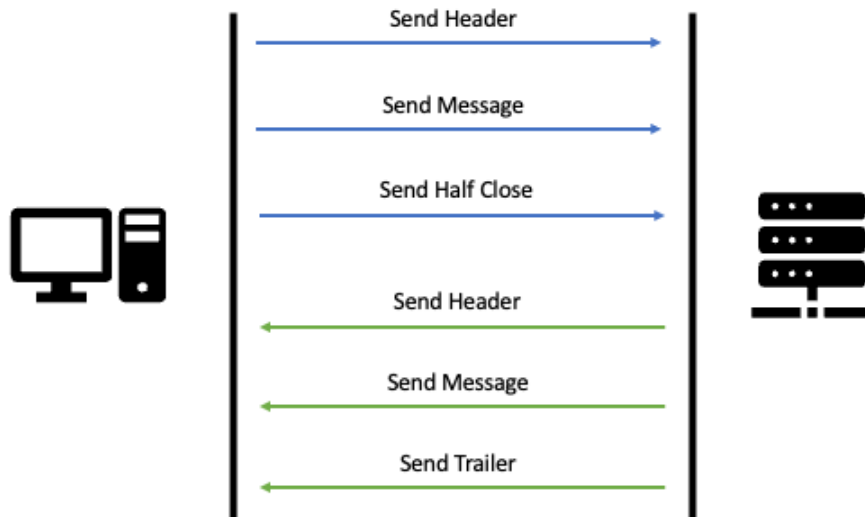 Send Header
Send Message
Send Half Close
Send Header
Send Message
Send Trailer